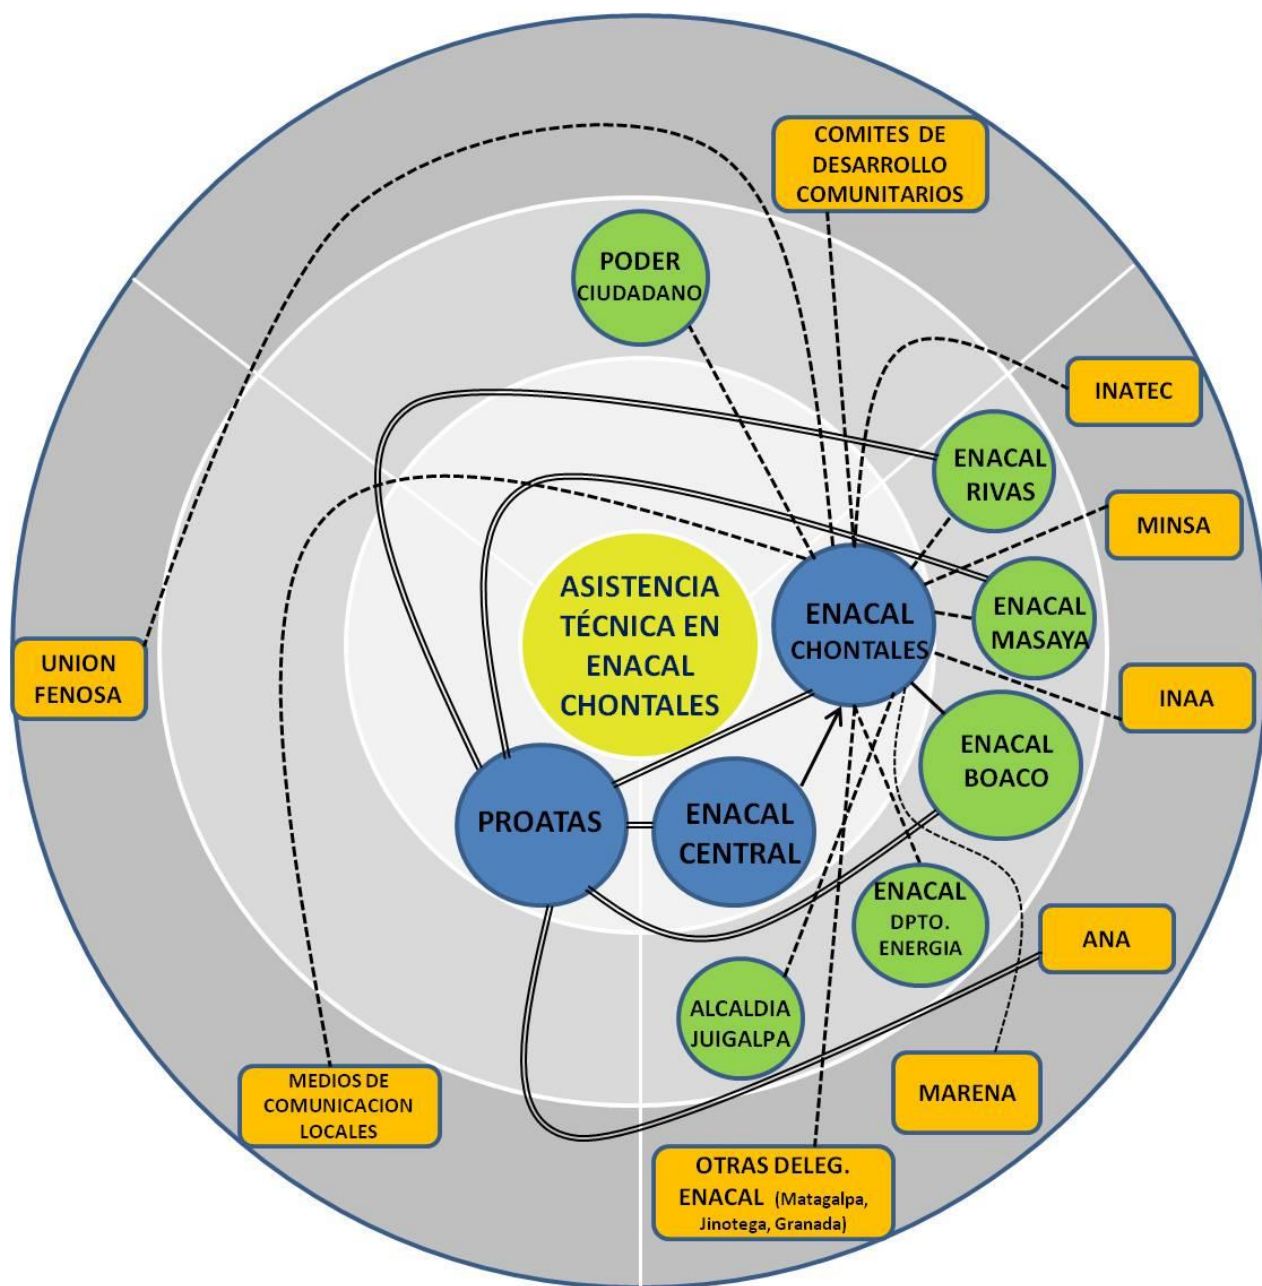 COMITES DE
DESARROLLO
COMUNITARIOS
PODER
CIUDADANO
INATEC
ENACAL
RIVAS
MINSA
ASISTENCIA
TÉCNICA EN
ENACAL
CHONTALES
ENACAL
CHONTALES
ENACAL
MASAYA
UNION
FENOSA
INAA
ENACAL
BOACO
PROATAS
ENACAL
CENTRAL
ENACAL
DPTO.
ENERGIA
ANA
ALCALDIA
JUIGALPA
MEDIOS DE
COMUNICACION
LOCALES
MARENA
OTRAS DELEG.
ENACAL (Matagalpa,
Jinotega, Granada)